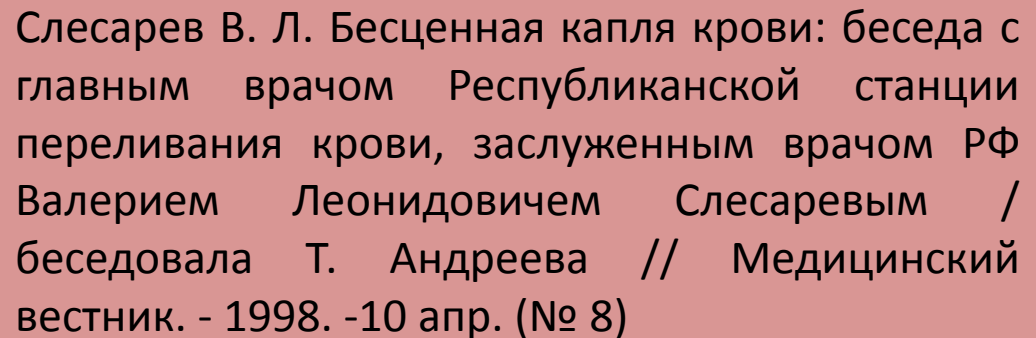 Слесарев В. Л. Бесценная капля крови: беседа с
главным врачом Республиканской станции
переливания крови, заслуженным врачом РФ
Валерием Леонидовичем Слесаревым /
беседовала Т. Андреева // Медицинский
вестник. - 1998. -10 апр. (№ 8)